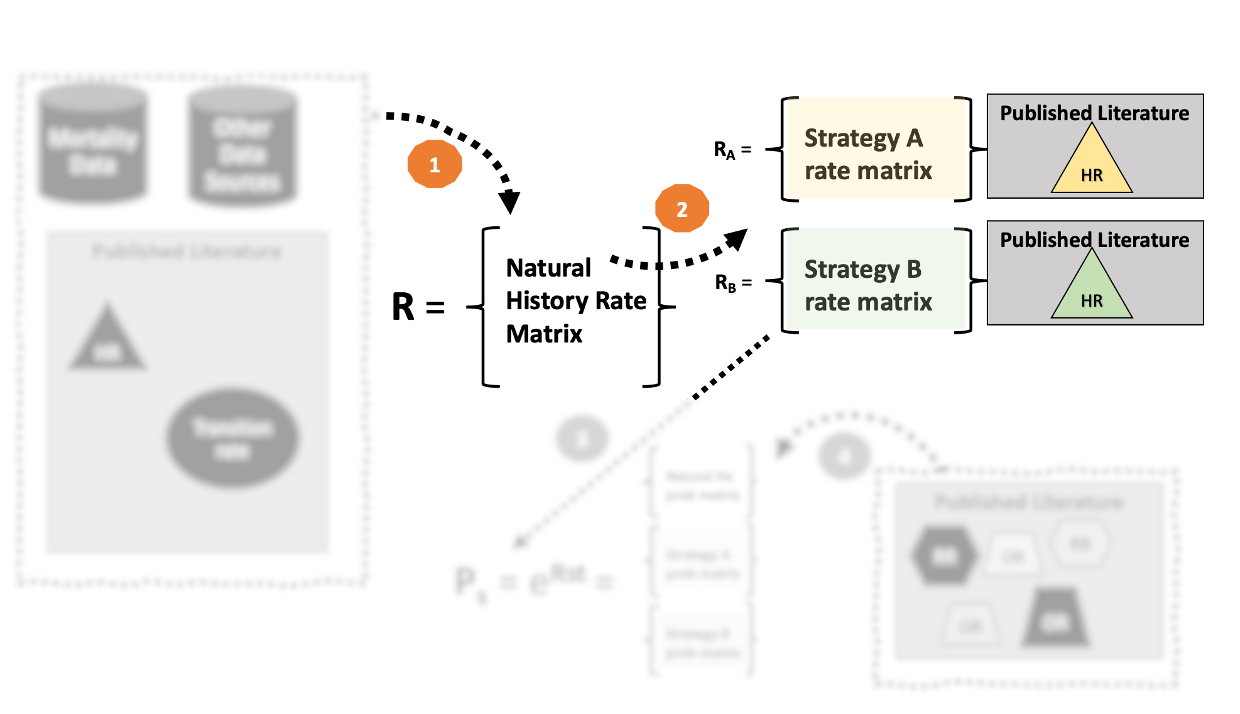 Mortality
Data
Other
Data
Sources
Published Literature
HR
Transition
rate
1
R =
Natural
History Rate
Matrix
2
R_A =
Strategy A
rate matrix
Published Literature
HR
R_B =
Strategy B
rate matrix
Published Literature
HR
3
P_s = e^Rst =
Natural His
prob matrix
Strategy A
prob matrix
Strategy B
prob matrix
4
Published Literature
RR
OR
RR
OR
OR